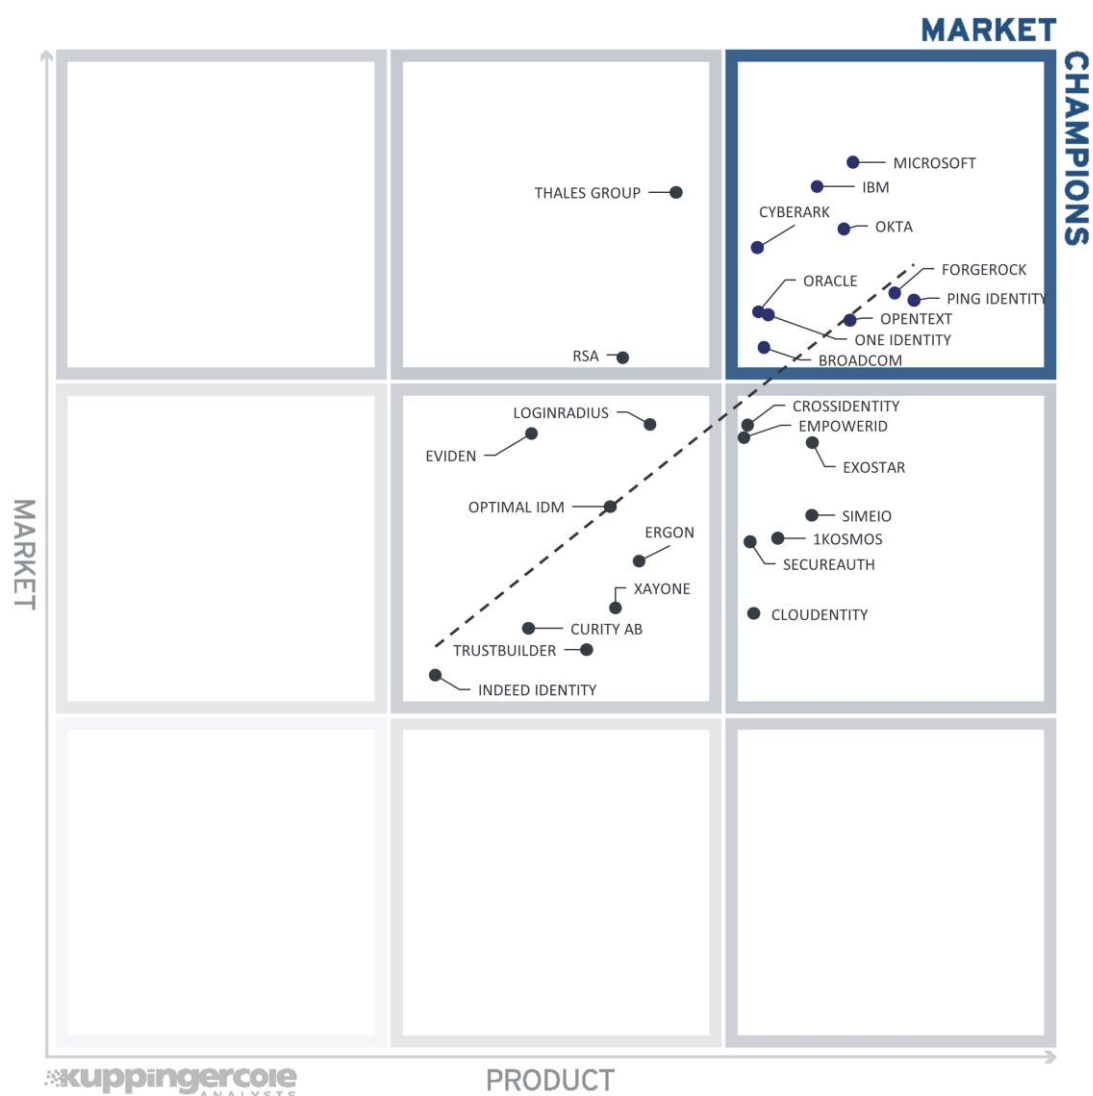 MARKET
CHAMPIONS
MICROSOFT
THALES GROUP
IBM
CYBERARK
OKTA
FORGEROCK
ORACLE
PING IDENTITY
OPENTEXT
ONE IDENTITY
RSA
BROADCOM
LOGINRADIUS
CROSSIDENTITY
EMPOWERID
EVIDEN
EXOSTAR
OPTIMAL IDM
SIMEIO
ERGON
1KOSMOS
SECUREAUTH
XAYONE
CLOUDENTITY
CURITY AB
TRUSTBUILDER
INDEED IDENTITY
MARKET
PRODUCT
kuppingercole
ANALYSTS